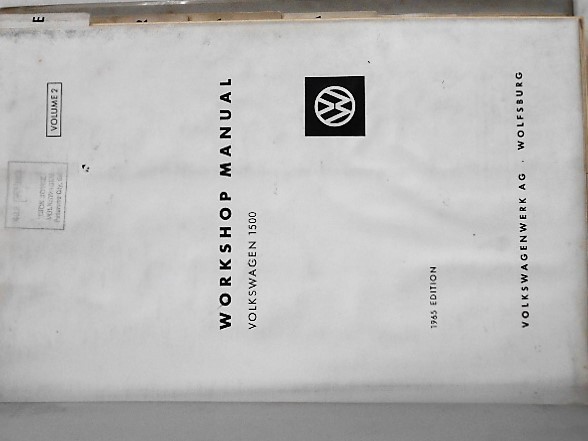 VOLUME 2
WORKSHOP MANUAL
VOLKSWAGEN 1500
1965 EDITION
VOLKSWAGENWERK AG · WOLFSBURG